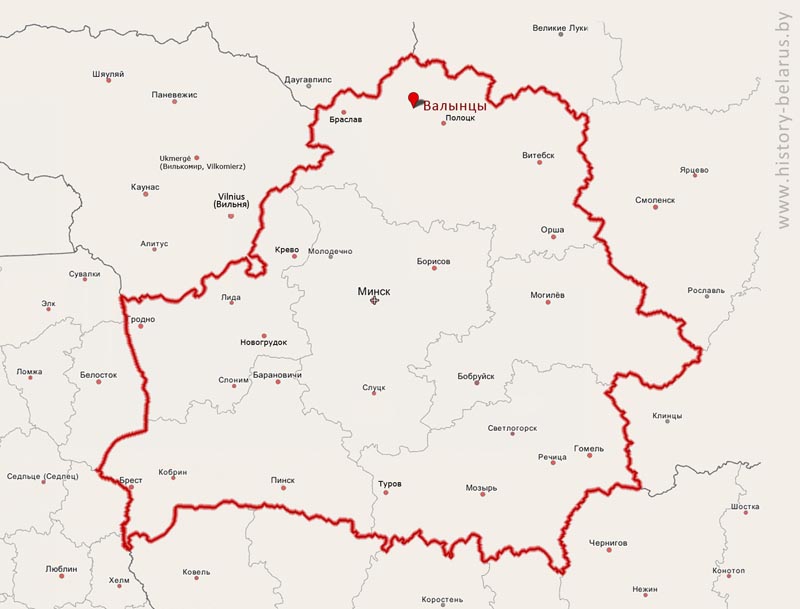 Великие Луки
Шяуляй
Даугавпилс
Паневежис
Валынцы
Браслав
Полоцк
Ukmergė
(Вилькомир, Vilkomierz)
Витебск
Ярцево
Каунас
Vilnius
(Вильня)
Смоленск
Орша
Алитус
Крево
Молодечно
Борисов
Сувалки
Минск
Рославль
Элк
Лида
Могилёв
Гродно
Новогрудок
Ломжа
Белосток
Слоним
Барановичи
Слуцк
Бобруйск
Клинцы
Светлогорск
Речица
Гомель
Седльце (Седлец)
Брест
Кобрин
Пинск
Туров
Мозырь
Шостка
Чернигов
Люблин
Хелм
Ковель
Конотоп
Коростень
Нежин
www.history-belarus.by